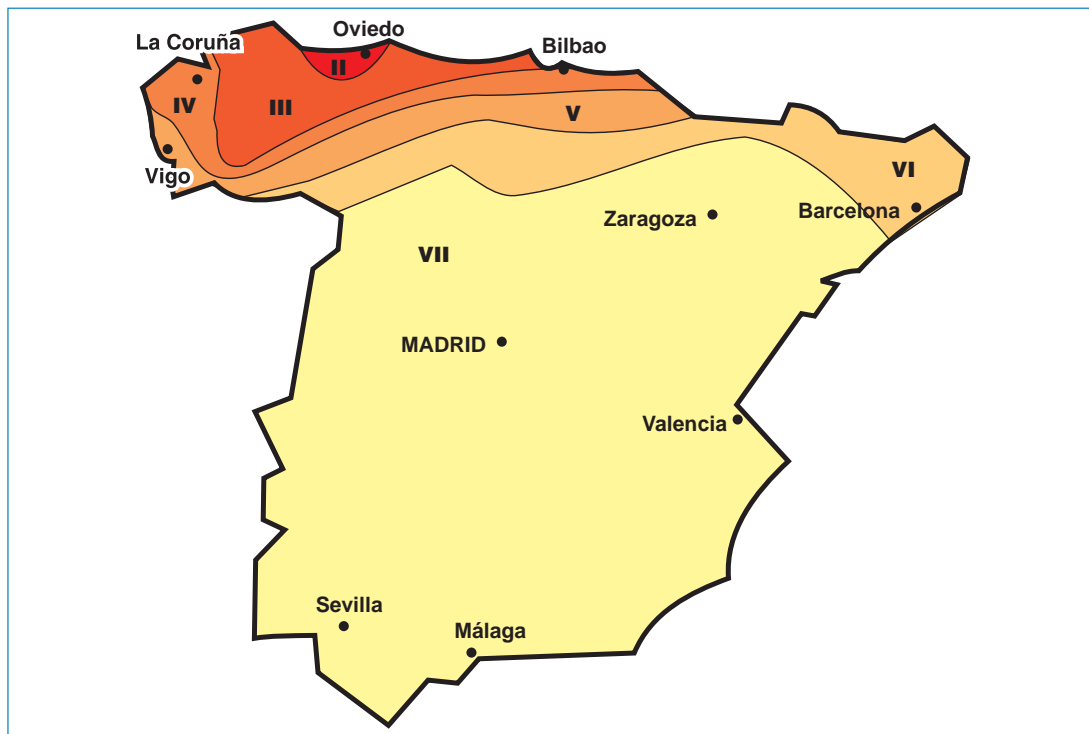 Oviedo
La Coruña
Bilbao
II
IV
III
V
Vigo
VI
Barcelona
Zaragoza
VII
MADRID
Valencia
Sevilla
Málaga